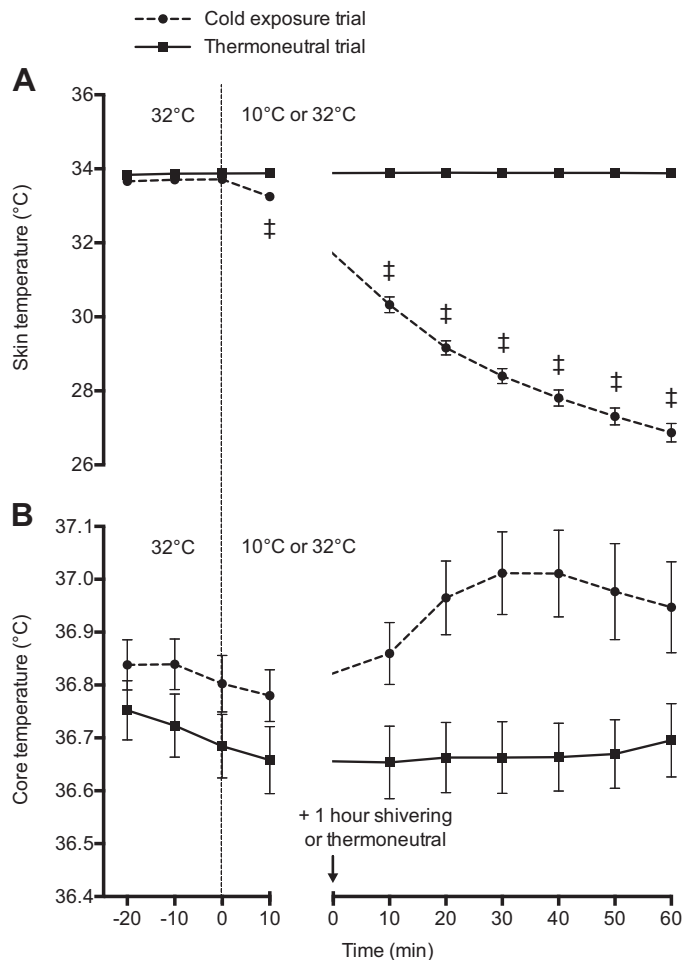 Cold exposure trial
Thermoneutral trial
A
32°C
10°C or 32°C
Skin temperature (°C)
36
34
32
30
28
26
‡
‡
‡
‡
‡
‡
‡
B
32°C
10°C or 32°C
Core temperature (°C)
37.1
37.0
36.9
36.8
36.7
36.6
36.5
36.4
+ 1 hour shivering
or thermoneutral
-20 -10 0 10 0 10 20 30 40 50 60
Time (min)